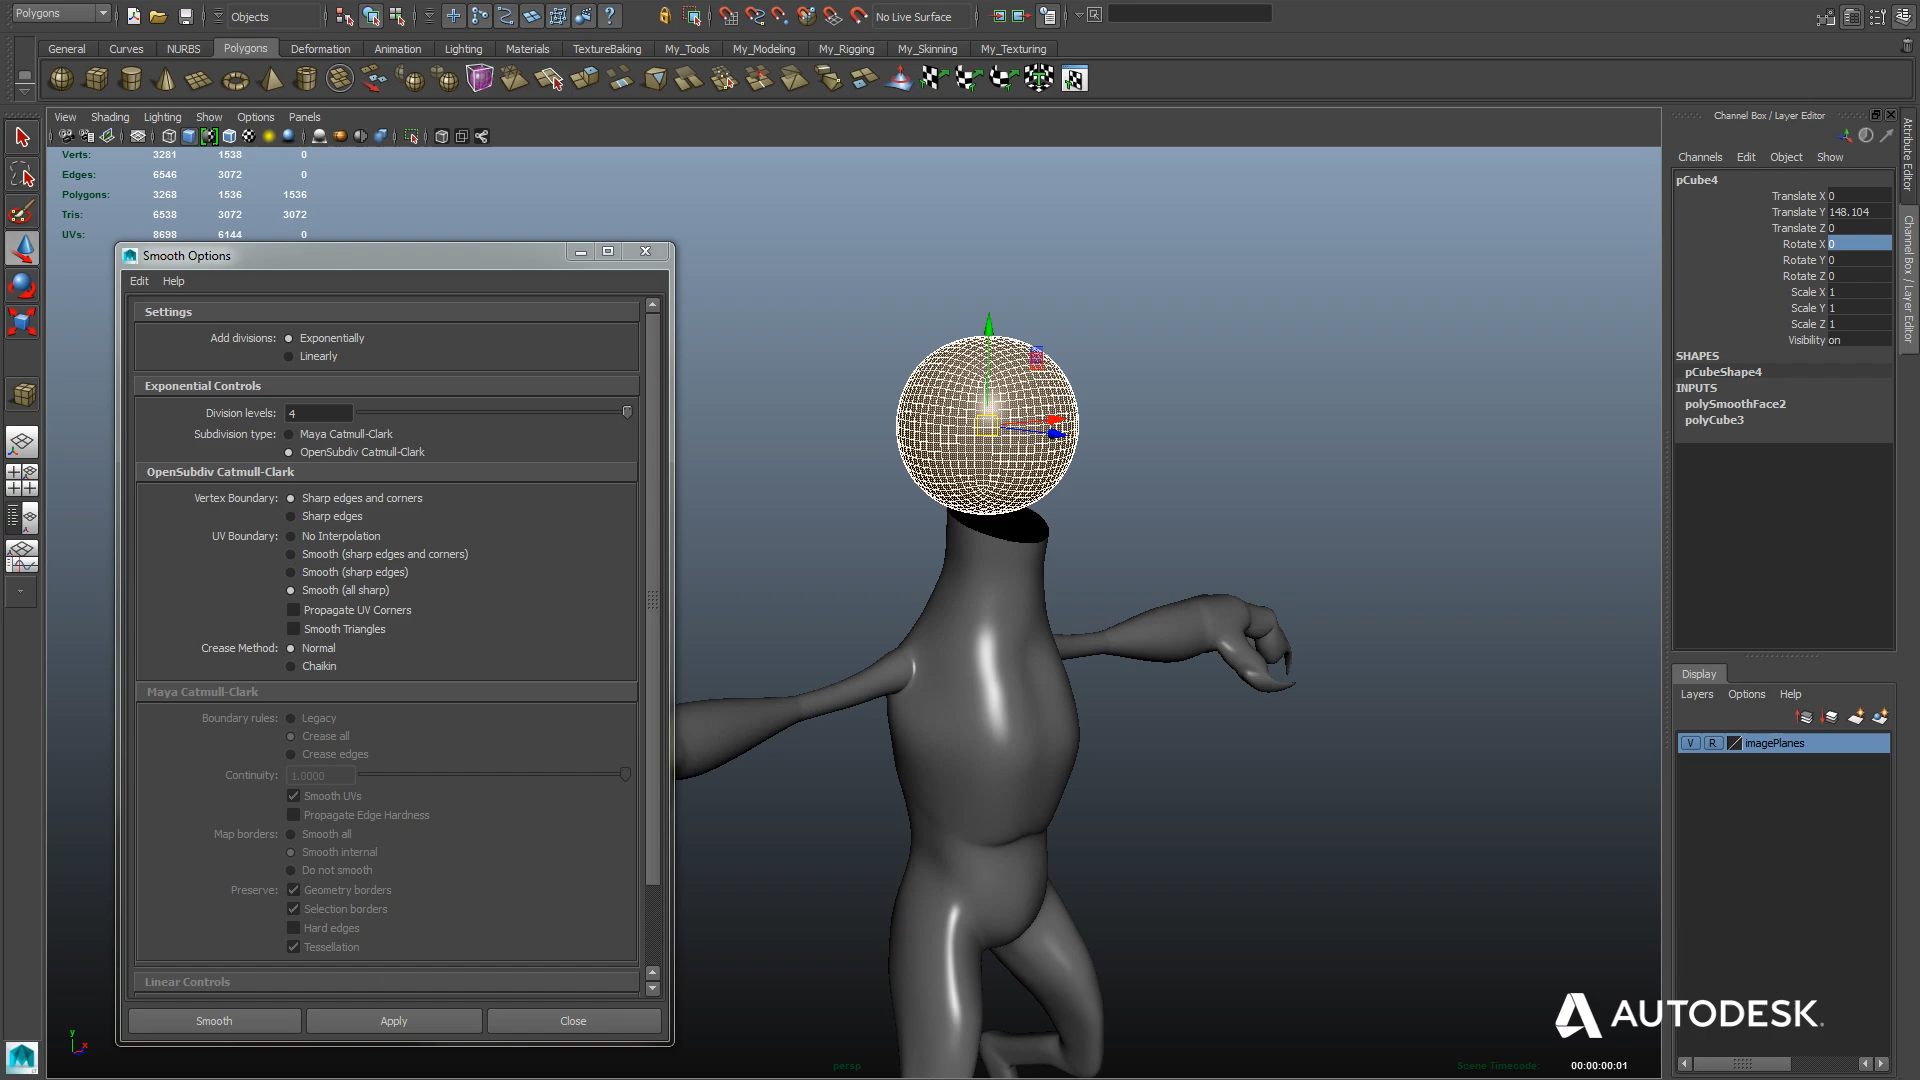 Polygons
Objects
No Live Surface
General Curves NURBS Polygons Deformation Animation Lighting Materials TextureBaking My_Tools My_Modeling My_Rigging My_Skinning My_Texturing
View Shading Lighting Show Options Panels
Verts: 3281 1538 0
Edges: 6546 3072 0
Polygons: 3268 1536 1536
Tris: 6538 3072 3072
UVs: 8698 6144 0
Smooth Options
Edit Help
Settings
Add divisions: Exponentially
Linearly
Exponential Controls
Division levels: 4
Subdivision type: Maya Catmull-Clark
OpenSubdiv Catmull-Clark
OpenSubdiv Catmull-Clark
Vertex Boundary: Sharp edges and corners
Sharp edges
UV Boundary: No Interpolation
Smooth (sharp edges and corners)
Smooth (sharp edges)
Smooth (all sharp)
Propagate UV Corners
Smooth Triangles
Crease Method: Normal
Chaikin
Maya Catmull-Clark
Boundary rules: Legacy
Crease all
Crease edges
Continuity: 1.0000
Smooth UVs
Propagate Edge Hardness
Map borders: Smooth all
Smooth internal
Do not smooth
Preserve: Geometry borders
Selection borders
Hard edges
Tessellation
Linear Controls
Smooth Apply Close
y
x
persp
Scene Timecode: 00:00:00:01
Channel Box / Layer Editor
Channels Edit Object Show
pCube4
Translate X 0
Translate Y 148.104
Translate Z 0
Rotate X 0
Rotate Y 0
Rotate Z 0
Scale X 1
Scale Y 1
Scale Z 1
Visibility on
SHAPES
pCubeShape4
INPUTS
polySmoothFace2
polyCube3
Attribute Editor
Channel Box / Layer Editor
Display
Layers Options Help
V R imagePlanes
AUTODESK.